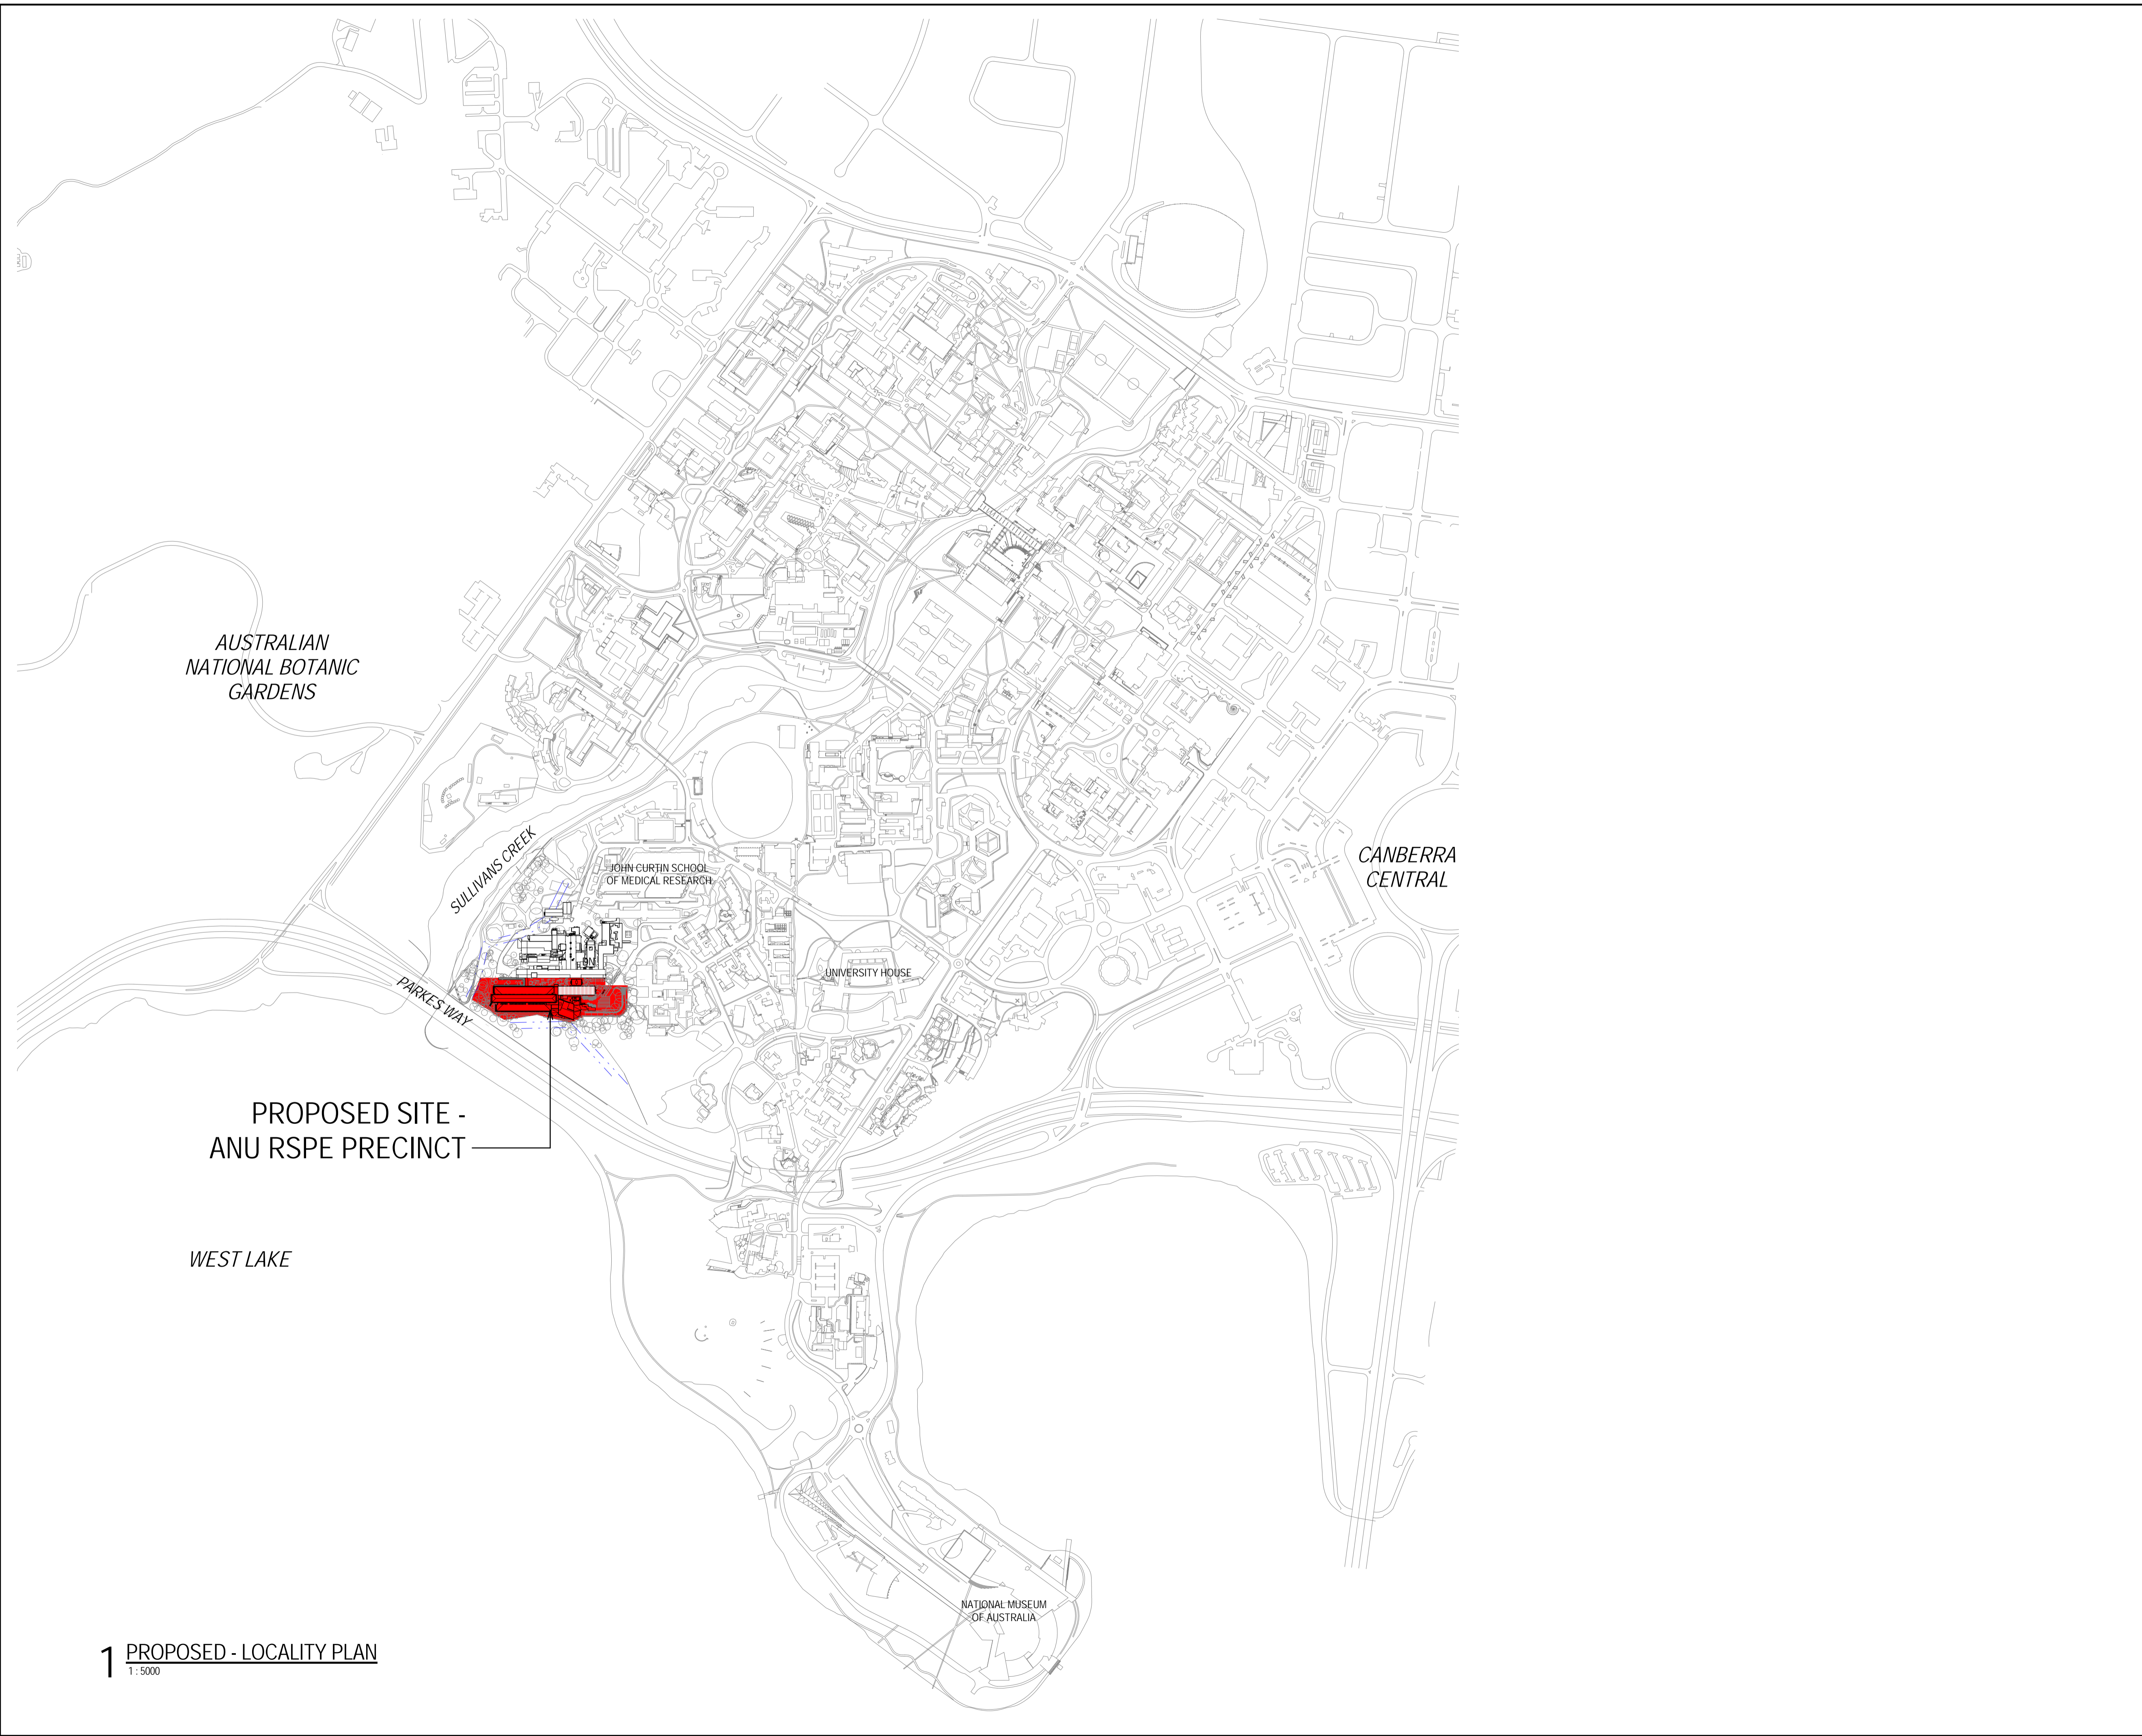 AUSTRALIAN
NATIONAL BOTANIC
GARDENS
SULLIVANS CREEK
JOHN CURTIN SCHOOL
OF MEDICAL RESEARCH
CANBERRA
CENTRAL
UNIVERSITY HOUSE
PARKES WAY
PROPOSED SITE -
ANU RSPE PRECINCT
WEST LAKE
NATIONAL MUSEUM
OF AUSTRALIA
1 PROPOSED - LOCALITY PLAN
1 : 5000